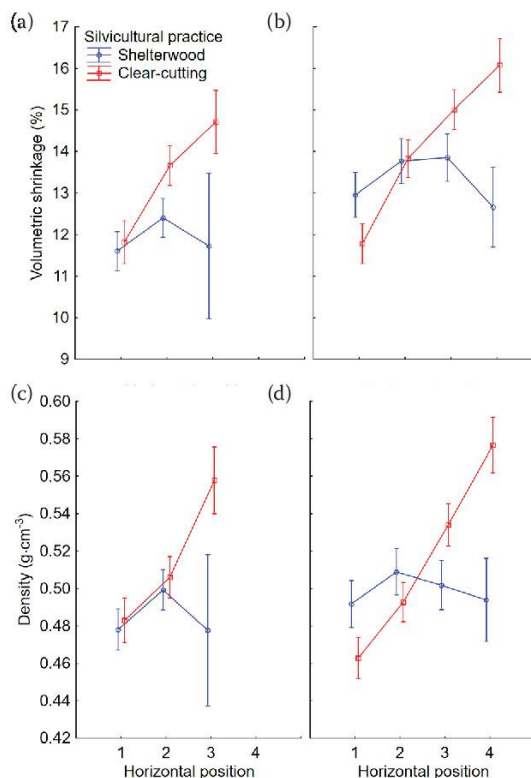 (a)
(b)
Silvicultural practice
Shelterwood
Clear-cutting
Volumetric shrinkage (%)
17
16
15
14
13
12
11
10
9
(c)
(d)
Density (g·cm⁻³)
0.60
0.58
0.56
0.54
0.52
0.50
0.48
0.46
0.44
0.42
1 2 3 4
1 2 3 4
Horizontal position
Horizontal position